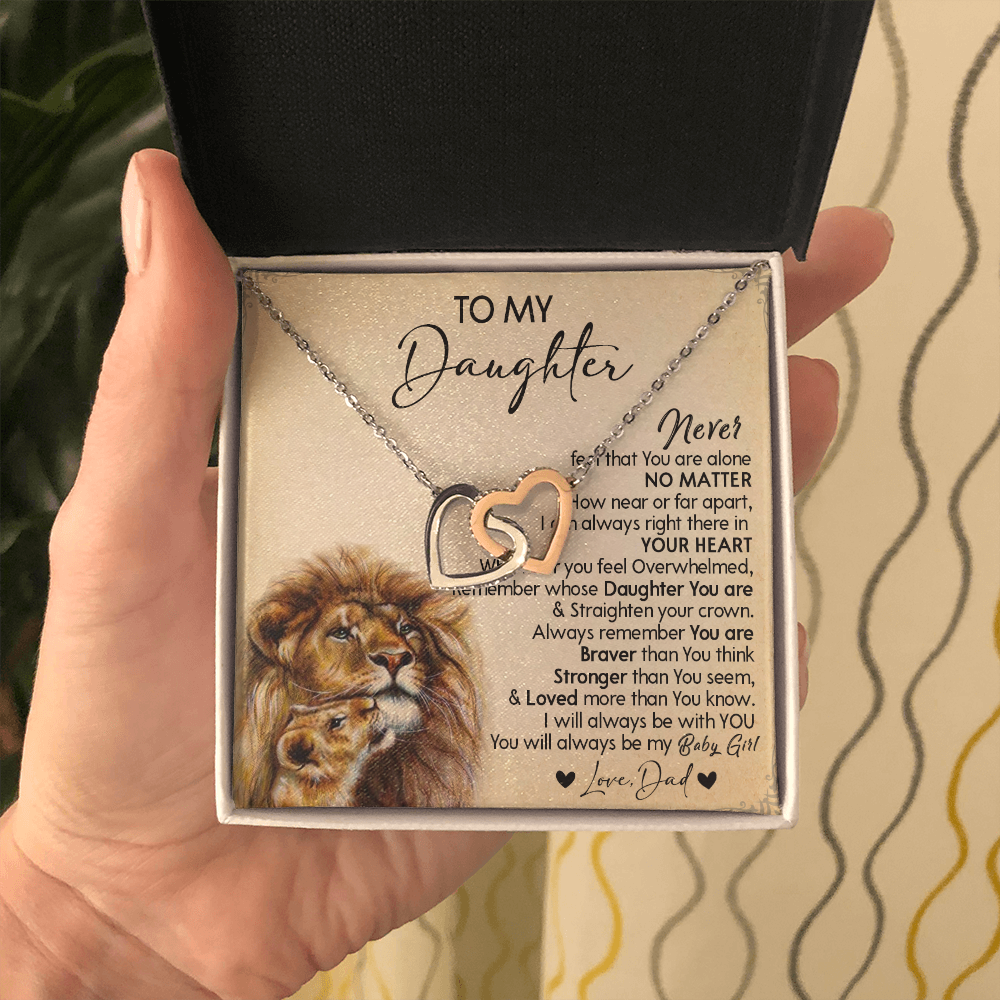 TO MY
Daughter
Never
feel that You are alone
NO MATTER
How near or far apart,
I am always right there in
YOUR HEART
you feel Overwhelmed,
Remember whose Daughter You are
& Straighten your crown.
Always remember You are
Braver than You think
Stronger than You seem,
& Loved more than You know.
I will always be with YOU
You will always be my Baby Girl
Love, Dad